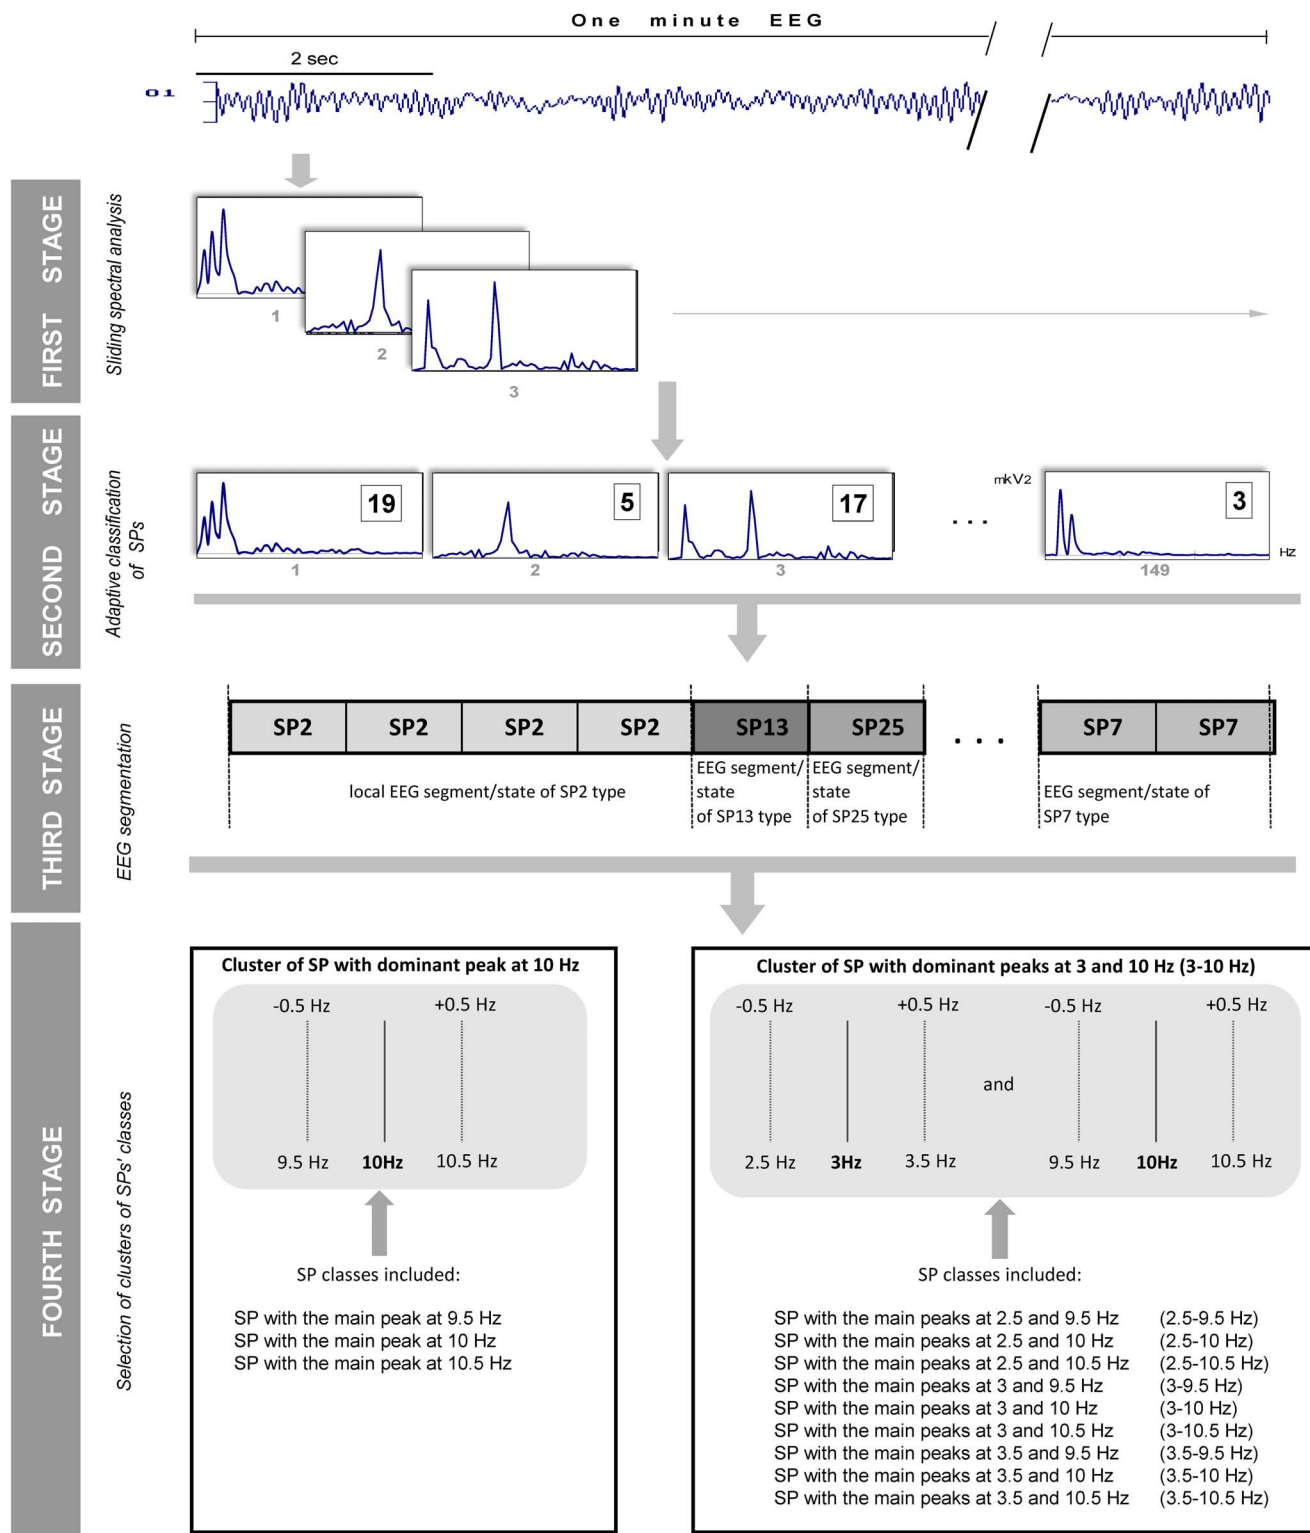 One minute EEG
2 sec
O1
FIRST STAGE
Sliding spectral analysis
1
2
3
SECOND STAGE
Adaptive classification
of SPs
19
5
17
. . .
mkV2
3
Hz
1
2
3
149
THIRD STAGE
EEG segmentation
SP2 SP2 SP2 SP2 SP13 SP25 . . . SP7 SP7
local EEG segment/state of SP2 type
EEG segment/
state
of SP13 type
EEG segment/
state
of SP25 type
EEG segment/state of
SP7 type
FOURTH STAGE
Selection of clusters of SPs' classes
Cluster of SP with dominant peak at 10 Hz
-0.5 Hz +0.5 Hz
9.5 Hz 10Hz 10.5 Hz
SP classes included:
SP with the main peak at 9.5 Hz
SP with the main peak at 10 Hz
SP with the main peak at 10.5 Hz
Cluster of SP with dominant peaks at 3 and 10 Hz (3-10 Hz)
-0.5 Hz +0.5 Hz -0.5 Hz +0.5 Hz
and
2.5 Hz 3Hz 3.5 Hz 9.5 Hz 10Hz 10.5 Hz
SP classes included:
SP with the main peaks at 2.5 and 9.5 Hz (2.5-9.5 Hz)
SP with the main peaks at 2.5 and 10 Hz (2.5-10 Hz)
SP with the main peaks at 2.5 and 10.5 Hz (2.5-10.5 Hz)
SP with the main peaks at 3 and 9.5 Hz (3-9.5 Hz)
SP with the main peaks at 3 and 10 Hz (3-10 Hz)
SP with the main peaks at 3 and 10.5 Hz (3-10.5 Hz)
SP with the main peaks at 3.5 and 9.5 Hz (3.5-9.5 Hz)
SP with the main peaks at 3.5 and 10 Hz (3.5-10 Hz)
SP with the main peaks at 3.5 and 10.5 Hz (3.5-10.5 Hz)